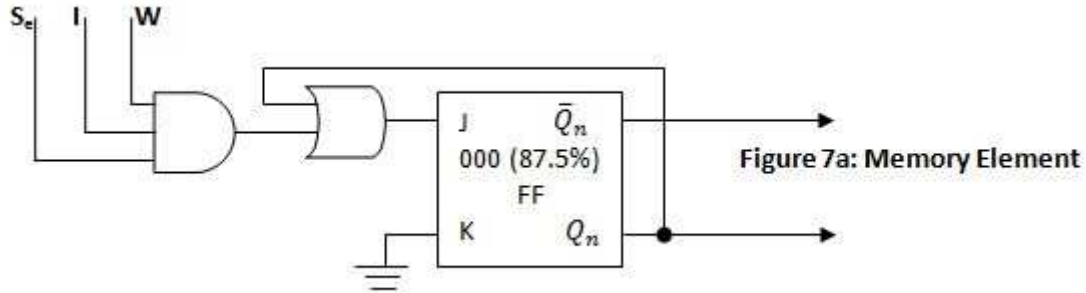 Sₑ I W
J Q̄ₙ
000 (87.5%)
FF
K Qₙ
Figure 7a: Memory Element